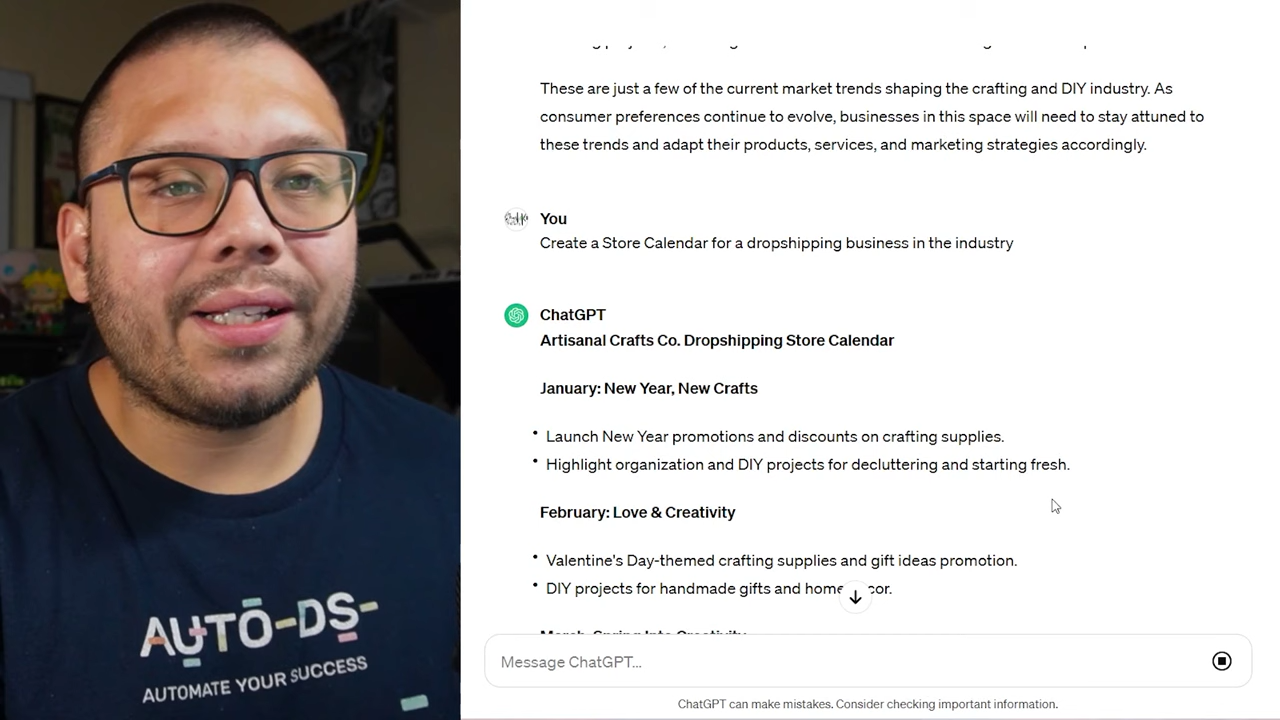 These are just a few of the current market trends shaping the crafting and DIY industry. As
consumer preferences continue to evolve, businesses in this space will need to stay attuned to
these trends and adapt their products, services, and marketing strategies accordingly.
You
Create a Store Calendar for a dropshipping business in the industry
ChatGPT
Artisanal Crafts Co. Dropshipping Store Calendar
January: New Year, New Crafts
• Launch New Year promotions and discounts on crafting supplies.
• Highlight organization and DIY projects for decluttering and starting fresh.
February: Love & Creativity
• Valentine's Day-themed crafting supplies and gift ideas promotion.
• DIY projects for handmade gifts and home
Message ChatGPT...
ChatGPT can make mistakes. Consider checking important information.
AUTO-DS-
AUTOMATE YOUR SUCCESS